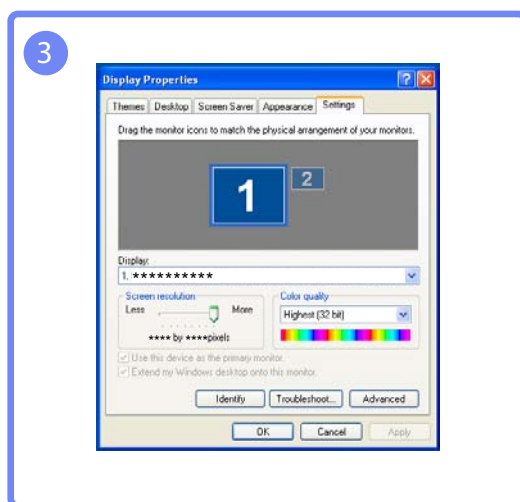 3
Display Properties
Themes Desktop Screen Saver Appearance Settings
Drag the monitor icons to match the physical arrangement of your monitors.
1 2
Display:
1. **********
Screen resolution
Less More
**** by ****pixels
Color quality
Highest (32 bit)
Use this device as the primary monitor.
Extend my Windows desktop onto this monitor.
Identify Troubleshoot... Advanced
OK Cancel Apply